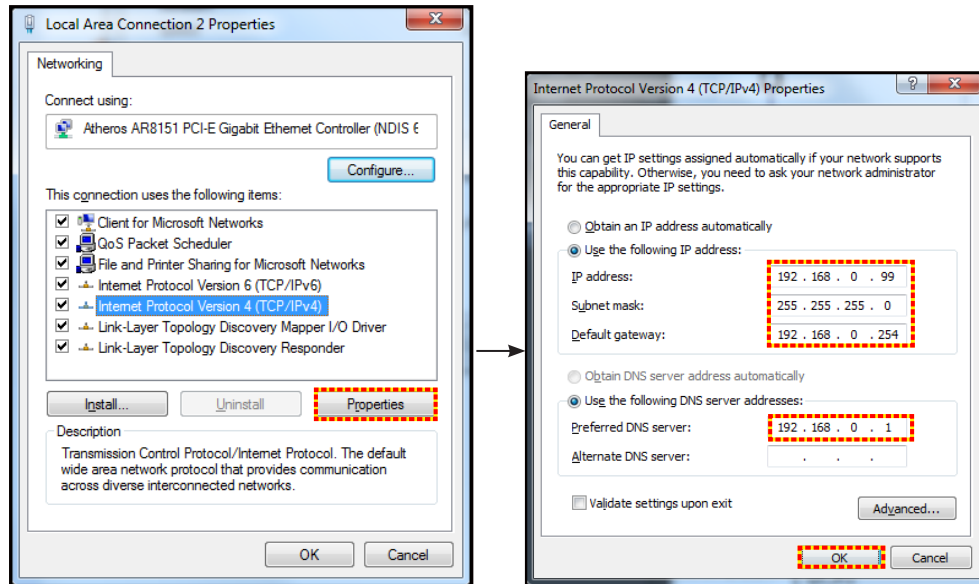 Local Area Connection 2 Properties
Networking
Connect using:
Atheros AR8151 PCI-E Gigabit Ethernet Controller (NDIS 6
Configure...
This connection uses the following items:
Client for Microsoft Networks
QoS Packet Scheduler
File and Printer Sharing for Microsoft Networks
Internet Protocol Version 6 (TCP/IPv6)
Internet Protocol Version 4 (TCP/IPv4)
Link-Layer Topology Discovery Mapper I/O Driver
Link-Layer Topology Discovery Responder
Install...
Uninstall
Properties
Description
Transmission Control Protocol/Internet Protocol. The default
wide area network protocol that provides communication
across diverse interconnected networks.
OK
Cancel
Internet Protocol Version 4 (TCP/IPv4) Properties
General
You can get IP settings assigned automatically if your network supports
this capability. Otherwise, you need to ask your network administrator
for the appropriate IP settings.
Obtain an IP address automatically
Use the following IP address:
IP address: 192 . 168 . 0 . 99
Subnet mask: 255 . 255 . 255 . 0
Default gateway: 192 . 168 . 0 . 254
Obtain DNS server address automatically
Use the following DNS server addresses:
Preferred DNS server: 192 . 168 . 0 . 1
Alternate DNS server: . . .
Validate settings upon exit
Advanced...
OK
Cancel